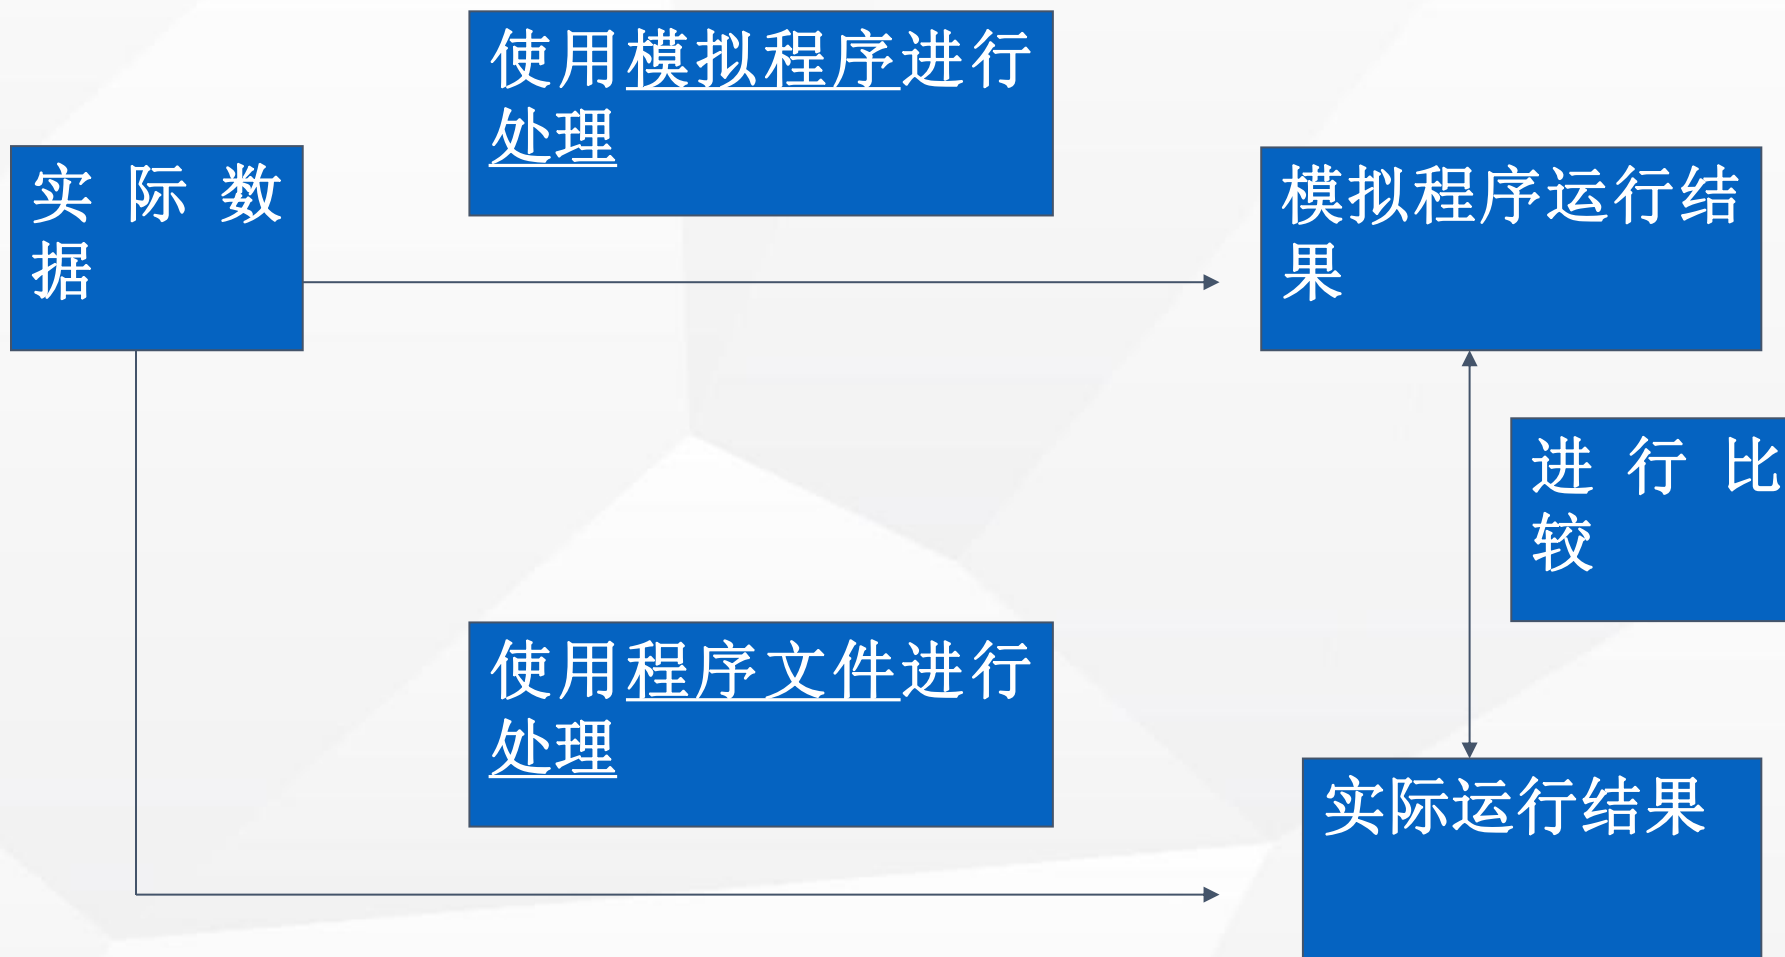 使用模拟程序进行
处理
实际数
据
模拟程序运行结
果
进行比
较
使用程序文件进行
处理
实际运行结果